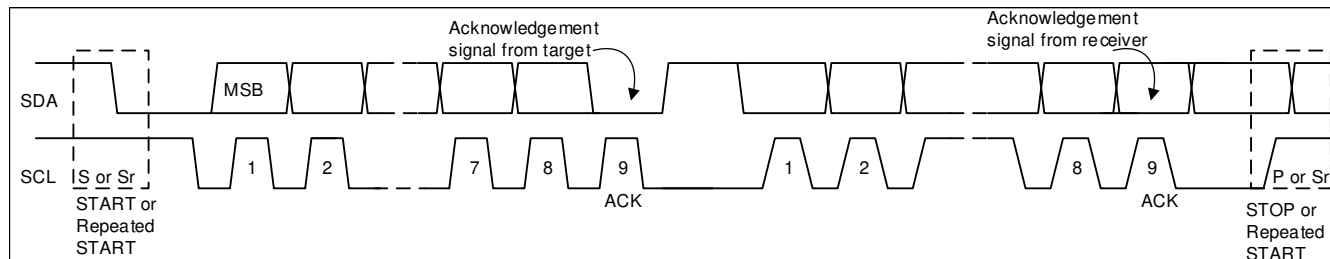 Acknowledgement
signal from target
Acknowledgement
signal from receiver
SDA
MSB
SCL
S or Sr
1
2
7
8
9
1
2
8
9
P or Sr
ACK
ACK
START or
Repeated
START
STOP or
Repeated
START